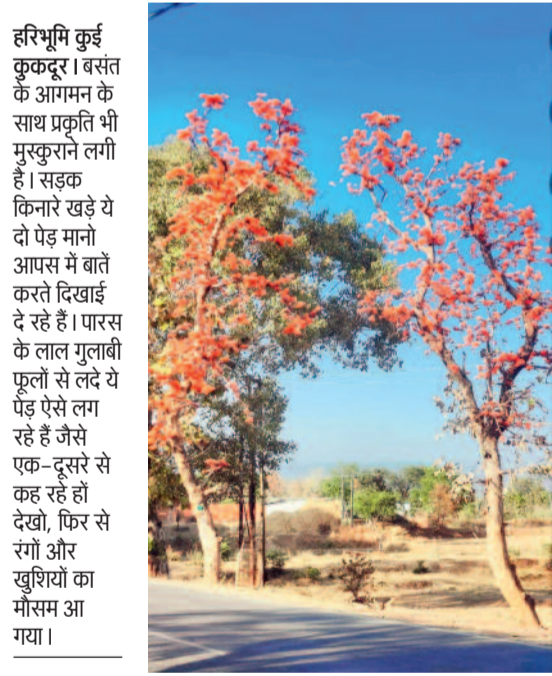 हरिभूमि कुई
कुकदूर। बसंत
के आगमन के
साथ प्रकृति भी
मुस्कुराने लगी
है। सड़क
किनारे खड़े ये
दो पेड़ मानो
आपस में बातें
करते दिखाई
दे रहे हैं। पारस
के लाल गुलाबी
फूलों से लदे ये
पेड़ ऐसे लग
रहे हैं जैसे
एक-दूसरे से
कह रहे हों
देखो, फिर से
रंगों और
खुशियों का
मौसम आ
गया।